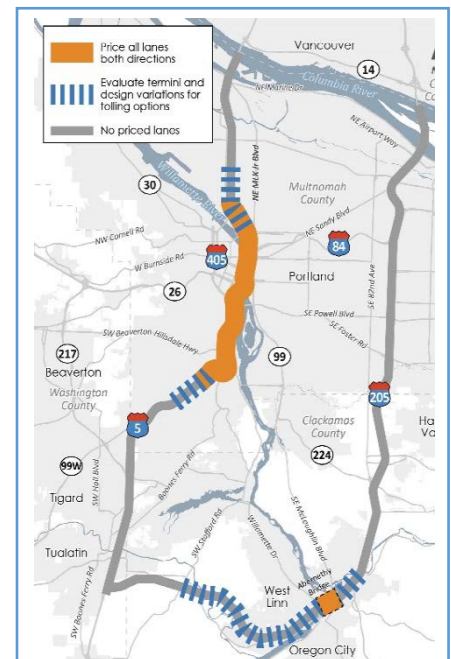 Price all lanes
both directions
Evaluate termini and
design variations for
tolling options
No priced lanes
Vancouver
14
Columbia River
NE Marine Dr
NE Airport Way
NE MLK Jr Blvd
Willamette Blvd
30
Multnomah
County
NW Cornell Rd
NE Sandy Blvd
405
84
W Burnside Rd
Portland
26
SE 82nd Ave
SE Powell Blvd
SE Foster Rd
SW Beaverton Hillsdale Hwy
217
99
Beaverton
Washington
County
205
5
Clackamas
County
224
99W
SW Hall Blvd
Boones Ferry Rd
Tigard
SW Stafford Rd
Willamette Dr
SE McLoughlin Blvd
Tualatin
SW Boones Ferry Rd
Abernethy
Bridge
West
Linn
Oregon City